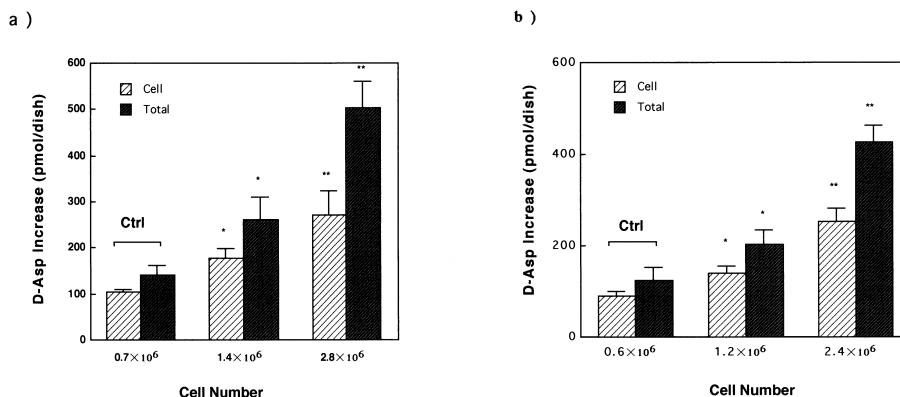 a )
D-Asp Increase (pmol/dish)
600
500
400
300
200
100
0
Cell
Total
Ctrl
*
*
**
**
0.7×10⁶
1.4×10⁶
2.8×10⁶
Cell Number
b )
D-Asp Increase (pmol/dish)
600
400
200
0
Cell
Total
Ctrl
*
*
**
**
0.6×10⁶
1.2×10⁶
2.4×10⁶
Cell Number